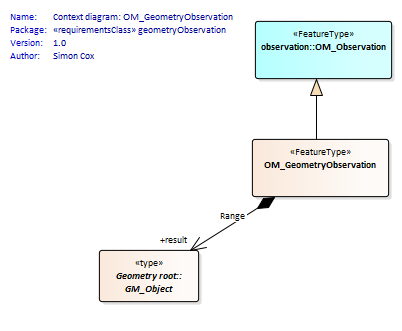 Name: Context diagram: OM_GeometryObservation
Package: «requirementsClass» geometryObservation
Version: 1.0
Author: Simon Cox
«FeatureType»
observation::OM_Observation
«FeatureType»
OM_GeometryObservation
Range
+result
«type»
Geometry root::
GM_Object